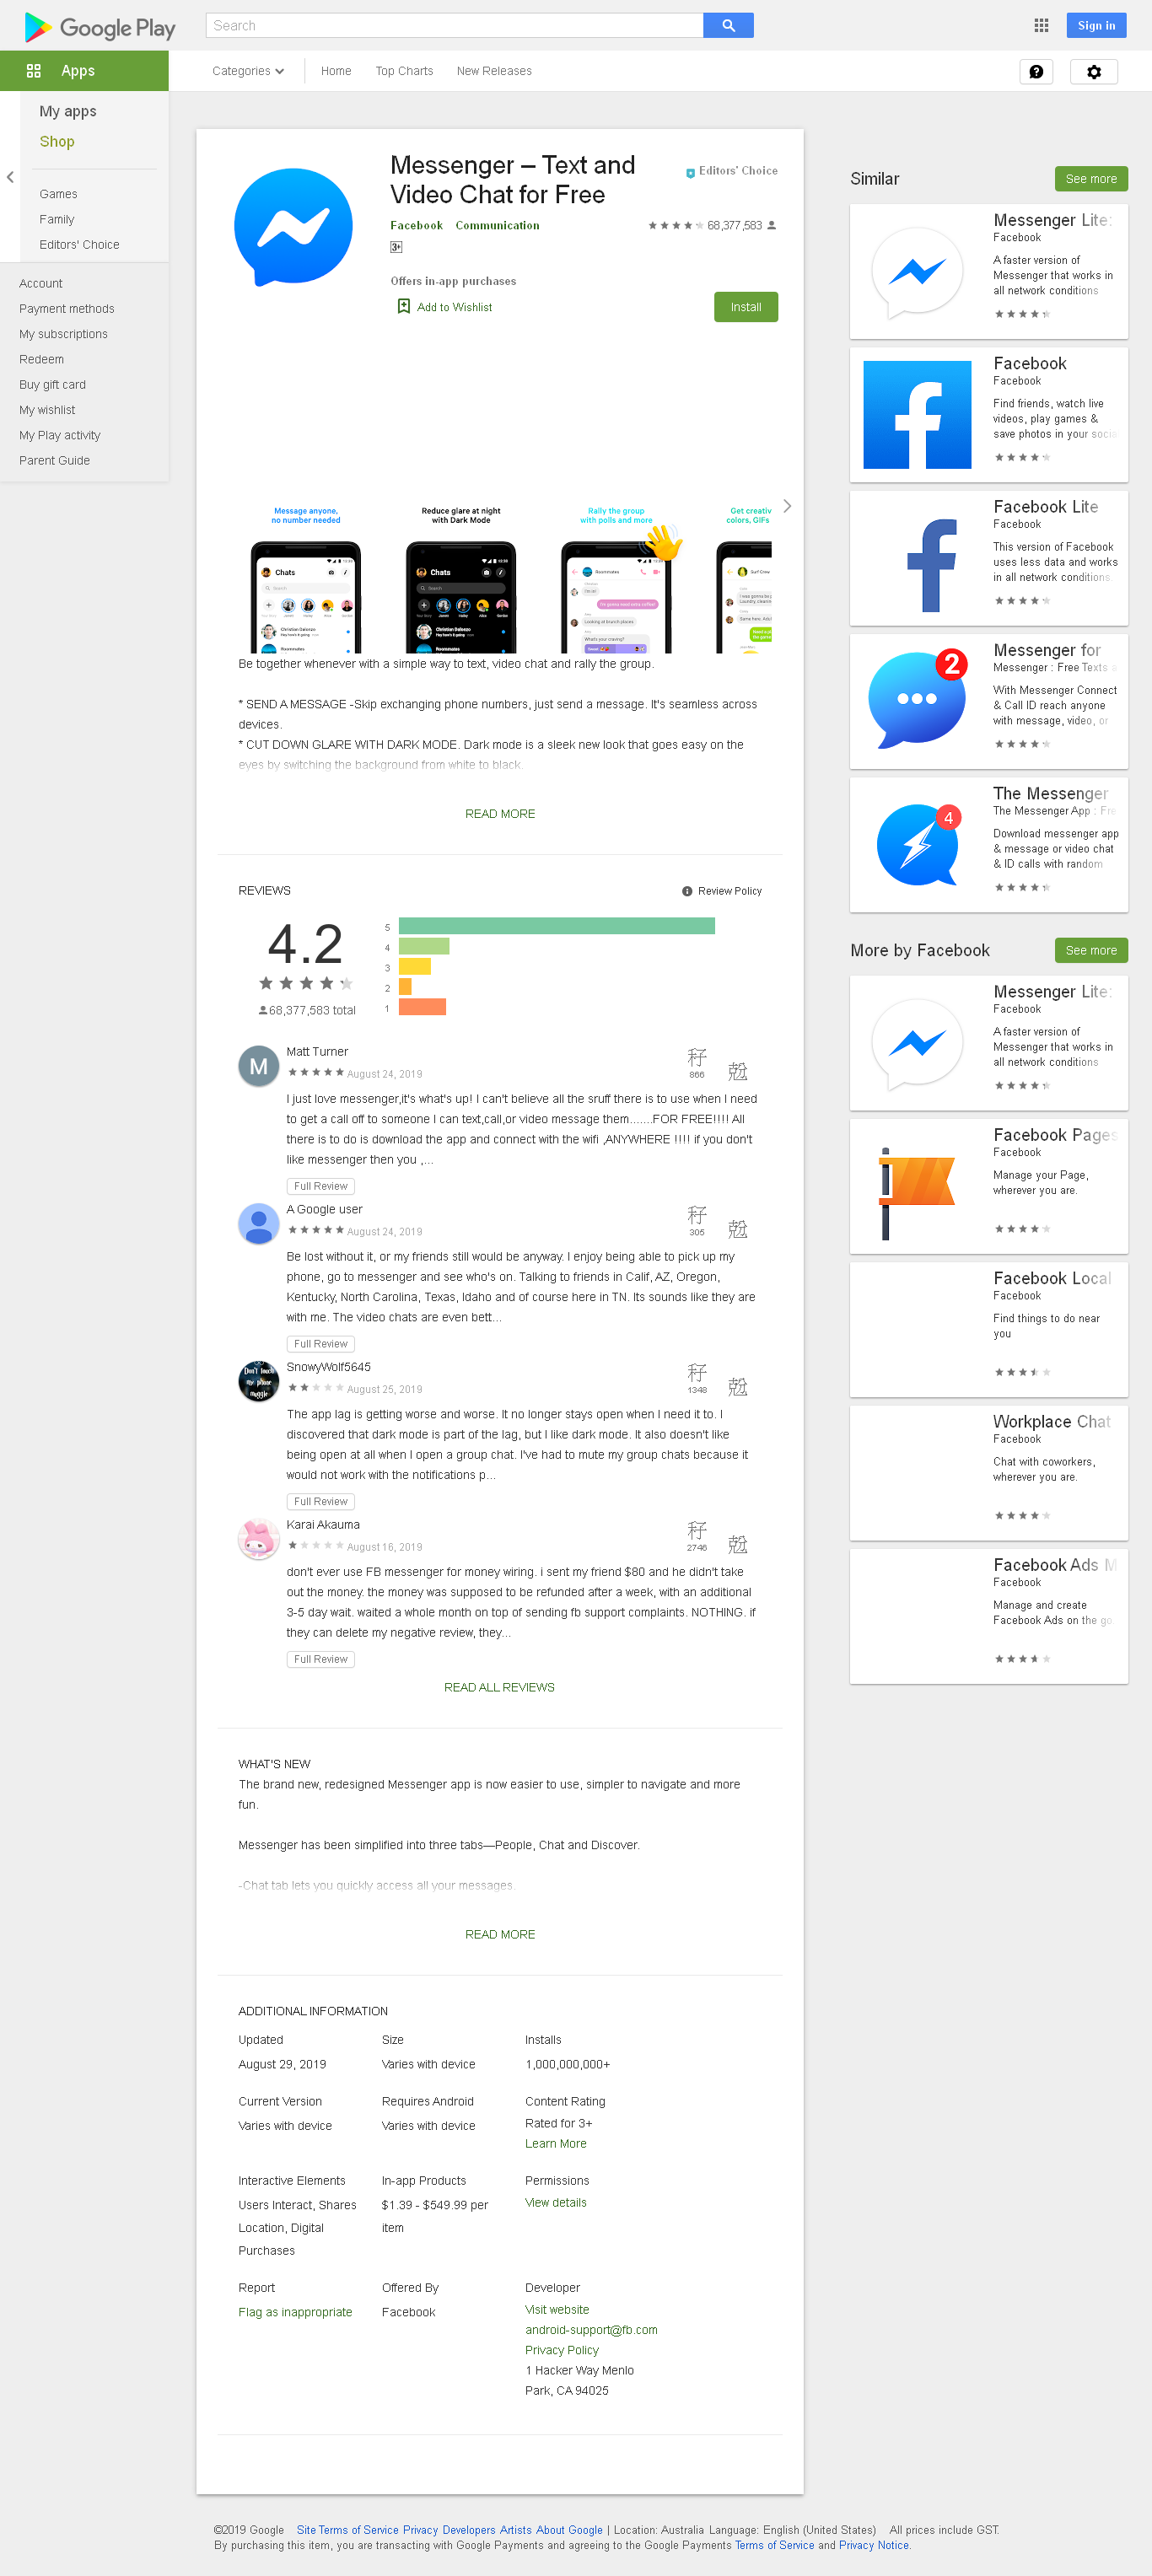 Google Play
Search
Sign in
Apps
Categories
Home
Top Charts
New Releases
My apps
Shop
Games
Family
Editors' Choice
Account
Payment methods
My subscriptions
Redeem
Buy gift card
My wishlist
My Play activity
Parent Guide
Messenger – Text and
Video Chat for Free
Editors' Choice
Facebook Communication
68,377,583
3+
Offers in-app purchases
Add to Wishlist
Install
Message anyone,
no number needed
Reduce glare at night
with Dark Mode
Rally the group
with polls and more
Get creativ
colors, GIFs
Chats
Search
Chats
Search
Roommates
Surf Crew
Looking at brunch places
What's your craving?
Be together whenever with a simple way to text, video chat and rally the group.
* SEND A MESSAGE -Skip exchanging phone numbers, just send a message. It's seamless across
devices.
* CUT DOWN GLARE WITH DARK MODE. Dark mode is a sleek new look that goes easy on the
eyes by switching the background from white to black.
READ MORE
REVIEWS
Review Policy
4.2
68,377,583 total
5
4
3
2
1
Matt Turner
August 24, 2019
秄
866
兡
I just love messenger,it's what's up! I can't believe all the sruff there is to use when I need
to get a call off to someone I can text,call,or video message them.......FOR FREE!!!! All
there is to do is download the app and connect with the wifi ,ANYWHERE !!!! if you don't
like messenger then you ,...
Full Review
A Google user
August 24, 2019
秄
305
兡
Be lost without it, or my friends still would be anyway. I enjoy being able to pick up my
phone, go to messenger and see who's on. Talking to friends in Calif, AZ, Oregon,
Kentucky, North Carolina, Texas, Idaho and of course here in TN. Its sounds like they are
with me. The video chats are even bett...
Full Review
Don't touch
my phone
muggle
SnowyWolf5645
August 25, 2019
秄
1348
兡
The app lag is getting worse and worse. It no longer stays open when I need it to. I
discovered that dark mode is part of the lag, but I like dark mode. It also doesn't like
being open at all when I open a group chat. I've had to mute my group chats because it
would not work with the notifications p...
Full Review
Karai Akauma
August 16, 2019
秄
2746
兡
don't ever use FB messenger for money wiring. i sent my friend $80 and he didn't take
out the money. the money was supposed to be refunded after a week, with an additional
3-5 day wait. waited a whole month on top of sending fb support complaints. NOTHING. if
they can delete my negative review, they...
Full Review
READ ALL REVIEWS
WHAT'S NEW
The brand new, redesigned Messenger app is now easier to use, simpler to navigate and more
fun.
Messenger has been simplified into three tabs—People, Chat and Discover.
-Chat tab lets you quickly access all your messages.
READ MORE
ADDITIONAL INFORMATION
Updated
August 29, 2019
Size
Varies with device
Installs
1,000,000,000+
Current Version
Varies with device
Requires Android
Varies with device
Content Rating
Rated for 3+
Learn More
Interactive Elements
Users Interact, Shares
Location, Digital
Purchases
In-app Products
$1.39 - $549.99 per
item
Permissions
View details
Report
Flag as inappropriate
Offered By
Facebook
Developer
Visit website
android-support@fb.com
Privacy Policy
1 Hacker Way Menlo
Park, CA 94025
Similar
See more
Messenger Lite:
Facebook
A faster version of
Messenger that works in
all network conditions
Facebook
Facebook
Find friends, watch live
videos, play games &
save photos in your socia
Facebook Lite
Facebook
This version of Facebook
uses less data and works
in all network conditions.
2
Messenger for
Messenger : Free Texts a
With Messenger Connect
& Call ID reach anyone
with message, video, or
4
The Messenger
The Messenger App : Fre
Download messenger app
& message or video chat
& ID calls with random
More by Facebook
See more
Messenger Lite:
Facebook
A faster version of
Messenger that works in
all network conditions
Facebook Pages
Facebook
Manage your Page,
wherever you are.
Facebook Local
Facebook
Find things to do near
you
Workplace Chat
Facebook
Chat with coworkers,
wherever you are.
Facebook Ads M
Facebook
Manage and create
Facebook Ads on the go.
©2019 Google Site Terms of Service Privacy Developers Artists About Google | Location: Australia Language: English (United States) All prices include GST.
By purchasing this item, you are transacting with Google Payments and agreeing to the Google Payments Terms of Service and Privacy Notice.